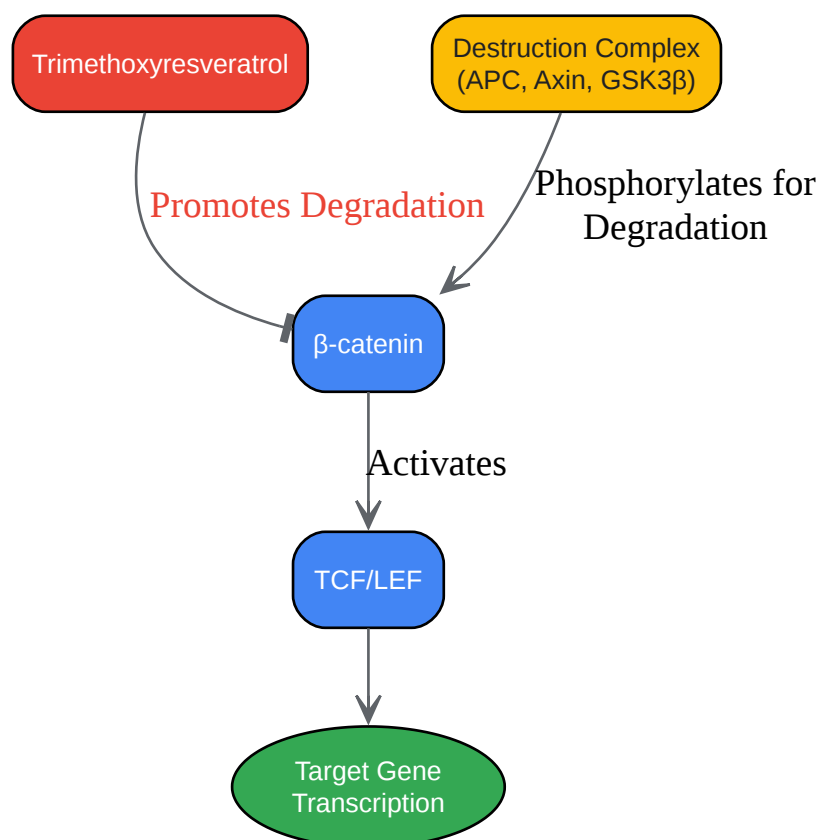 Trimethoxyresveratrol
Destruction Complex
(APC, Axin, GSK3β)
Promotes Degradation
Phosphorylates for
Degradation
β-catenin
Activates
TCF/LEF
Target Gene
Transcription